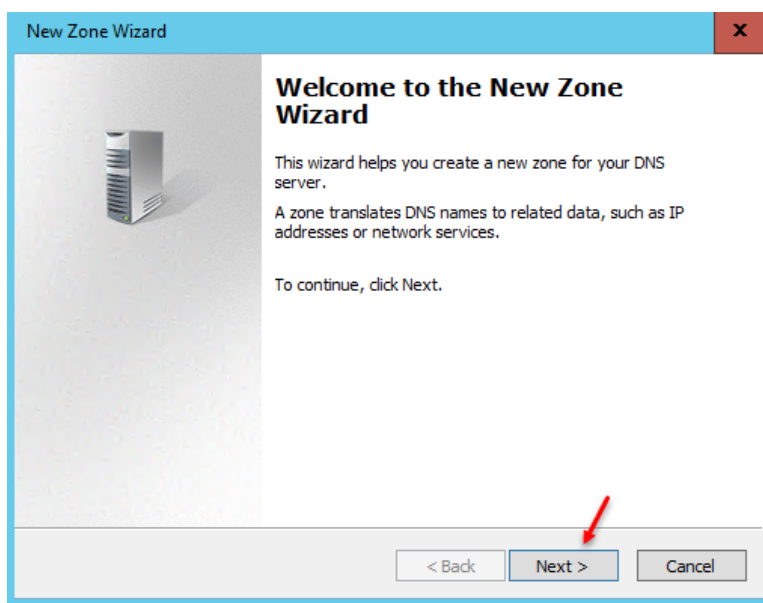 New Zone Wizard
x
Welcome to the New Zone
Wizard
This wizard helps you create a new zone for your DNS
server.
A zone translates DNS names to related data, such as IP
addresses or network services.
To continue, click Next.
< Back Next > Cancel